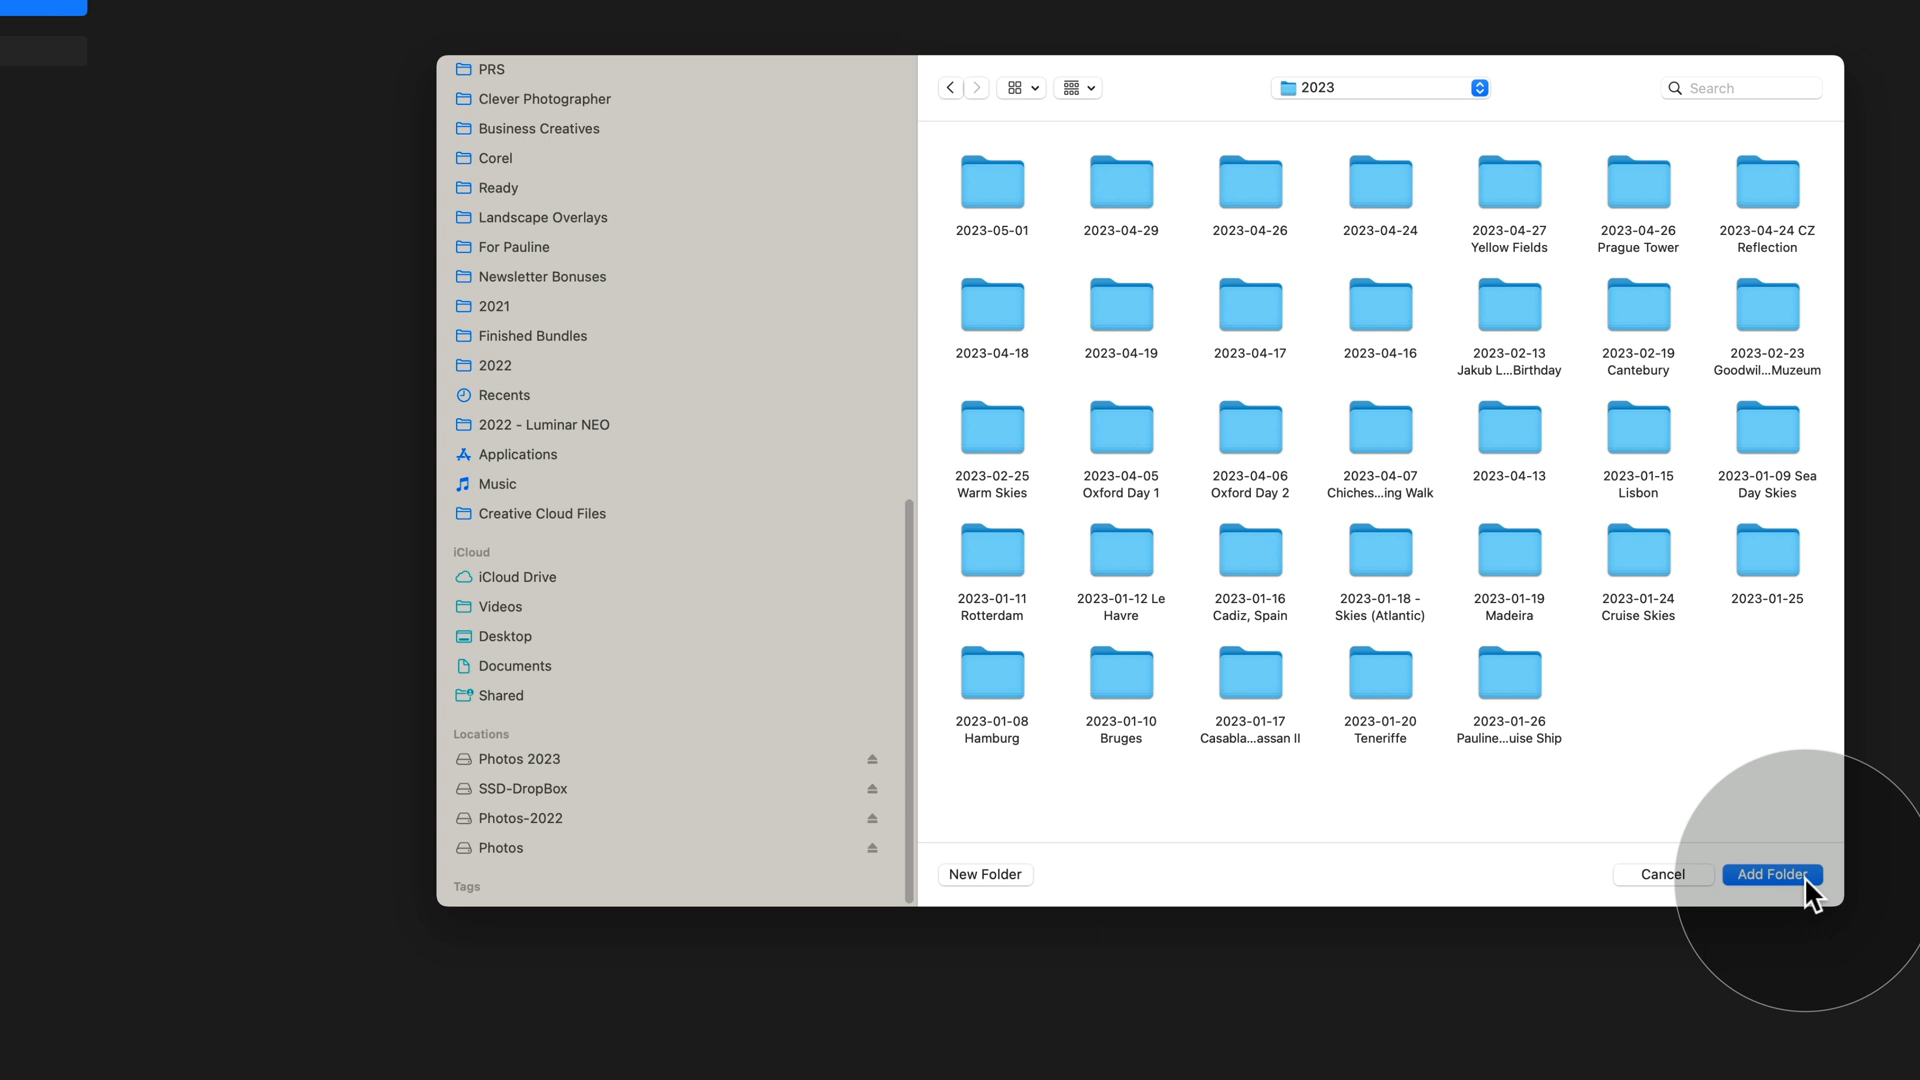 PRS
Clever Photographer
Business Creatives
Corel
Ready
Landscape Overlays
For Pauline
Newsletter Bonuses
2021
Finished Bundles
2022
Recents
2022 - Luminar NEO
Applications
Music
Creative Cloud Files
iCloud
iCloud Drive
Videos
Desktop
Documents
Shared
Locations
Photos 2023
SSD-DropBox
Photos-2022
Photos
Tags
2023
Search
2023-05-01
2023-04-29
2023-04-26
2023-04-24
2023-04-27
Yellow Fields
2023-04-26
Prague Tower
2023-04-24 CZ
Reflection
2023-04-18
2023-04-19
2023-04-17
2023-04-16
2023-02-13
Jakub L...Birthday
2023-02-19
Cantebury
2023-02-23
Goodwil...Muzeum
2023-02-25
Warm Skies
2023-04-05
Oxford Day 1
2023-04-06
Oxford Day 2
2023-04-07
Chiches...ing Walk
2023-04-13
2023-01-15
Lisbon
2023-01-09 Sea
Day Skies
2023-01-11
Rotterdam
2023-01-12 Le
Havre
2023-01-16
Cadiz, Spain
2023-01-18 -
Skies (Atlantic)
2023-01-19
Madeira
2023-01-24
Cruise Skies
2023-01-25
2023-01-08
Hamburg
2023-01-10
Bruges
2023-01-17
Casabla...assan II
2023-01-20
Teneriffe
2023-01-26
Pauline...uise Ship
New Folder
Cancel
Add Folder